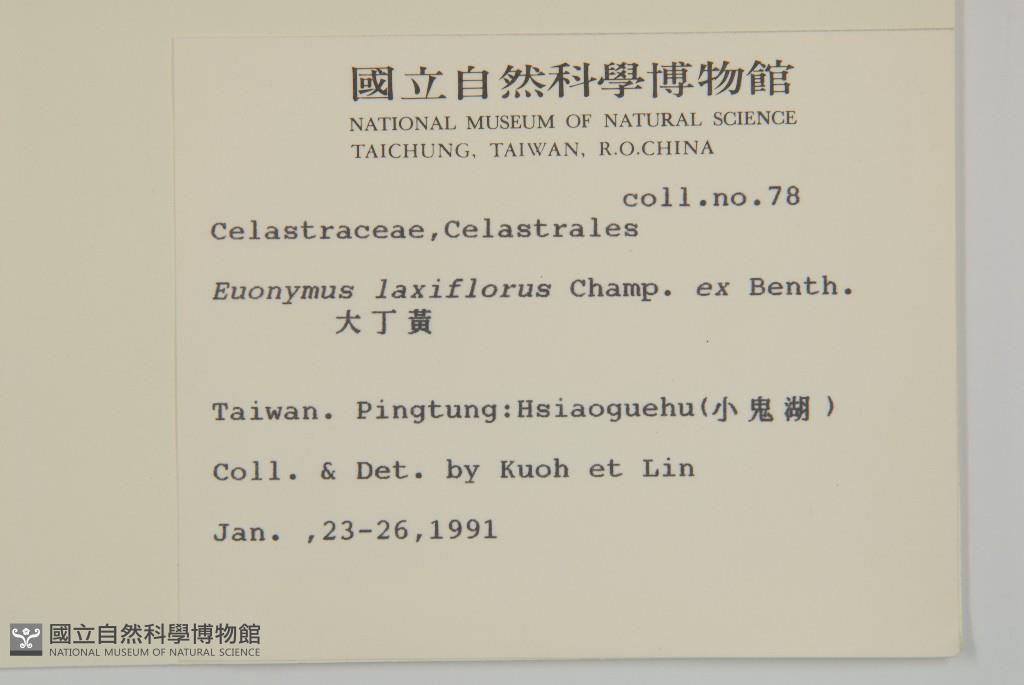 國立自然科學博物館
NATIONAL MUSEUM OF NATURAL SCIENCE
TAICHUNG, TAIWAN, R.O.CHINA
coll.no.78
Celastraceae,Celastrales
Euonymus laxiflorus Champ. ex Benth.
大丁黃
Taiwan. Pingtung:Hsiaoguehu(小鬼湖)
Coll. & Det. by Kuoh et Lin
Jan. ,23-26,1991
國立自然科學博物館
NATIONAL MUSEUM OF NATURAL SCIENCE